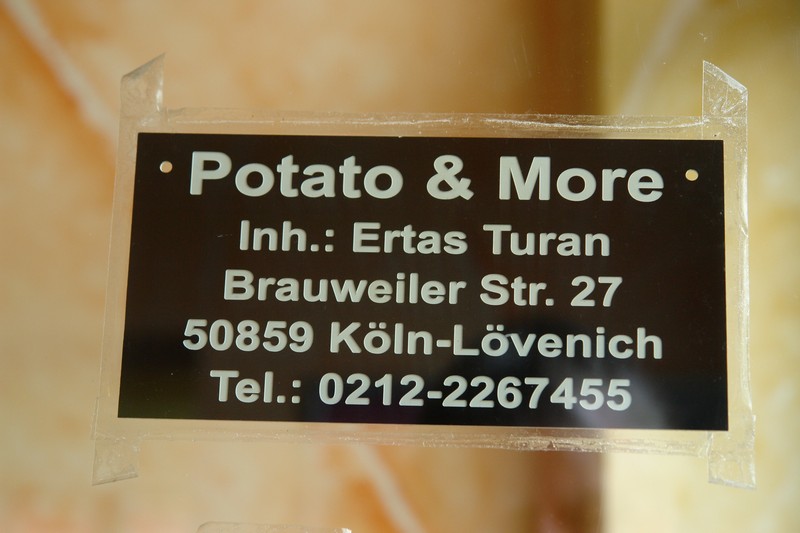 Potato & More
Inh.: Ertas Turan
Brauweiler Str. 27
50859 Köln-Lövenich
Tel.: 0212-2267455